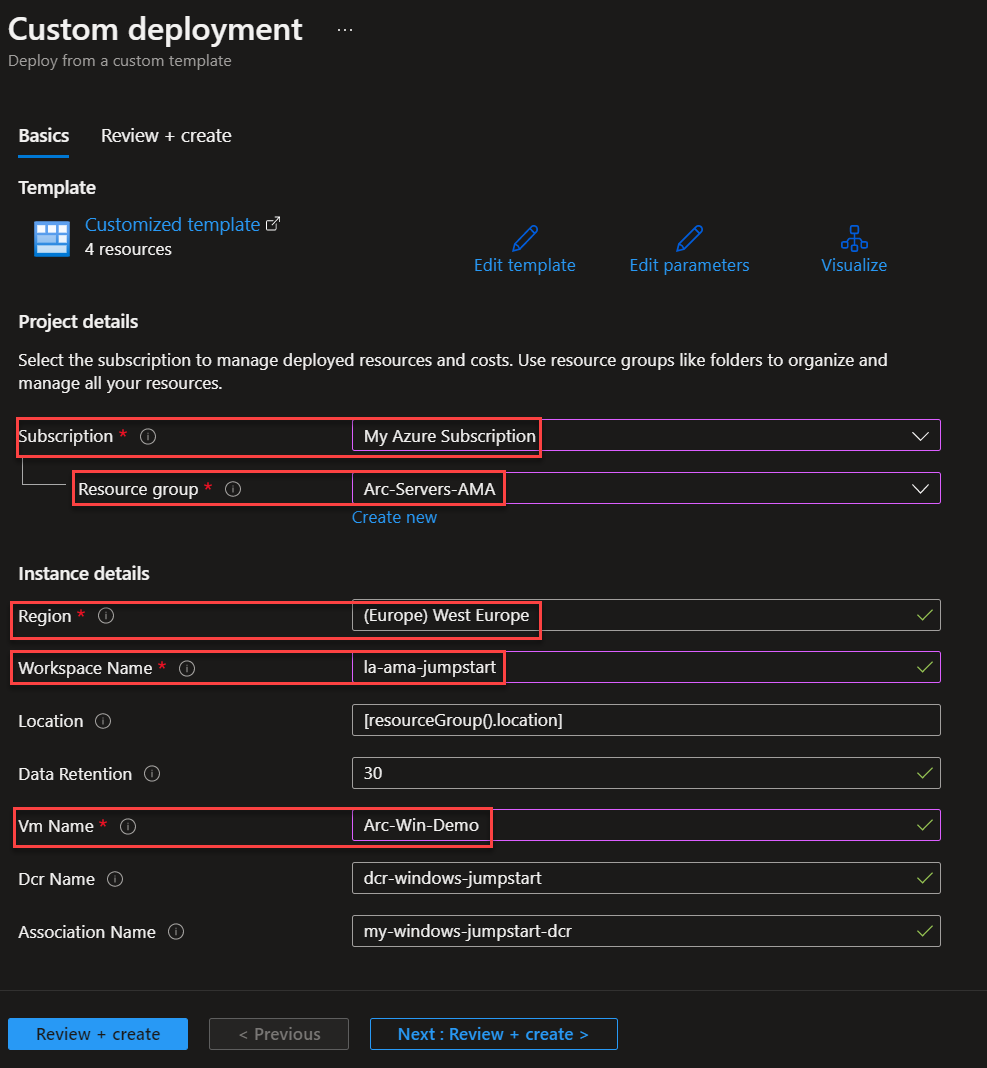 Custom deployment ...
Deploy from a custom template
Basics Review + create
Template
Customized template
4 resources
Edit template Edit parameters Visualize
Project details
Select the subscription to manage deployed resources and costs. Use resource groups like folders to organize and
manage all your resources.
Subscription * My Azure Subscription
Resource group * Arc-Servers-AMA
Create new
Instance details
Region * (Europe) West Europe
Workspace Name * la-ama-jumpstart
Location [resourceGroup().location]
Data Retention 30
Vm Name * Arc-Win-Demo
Dcr Name dcr-windows-jumpstart
Association Name my-windows-jumpstart-dcr
Review + create < Previous Next : Review + create >